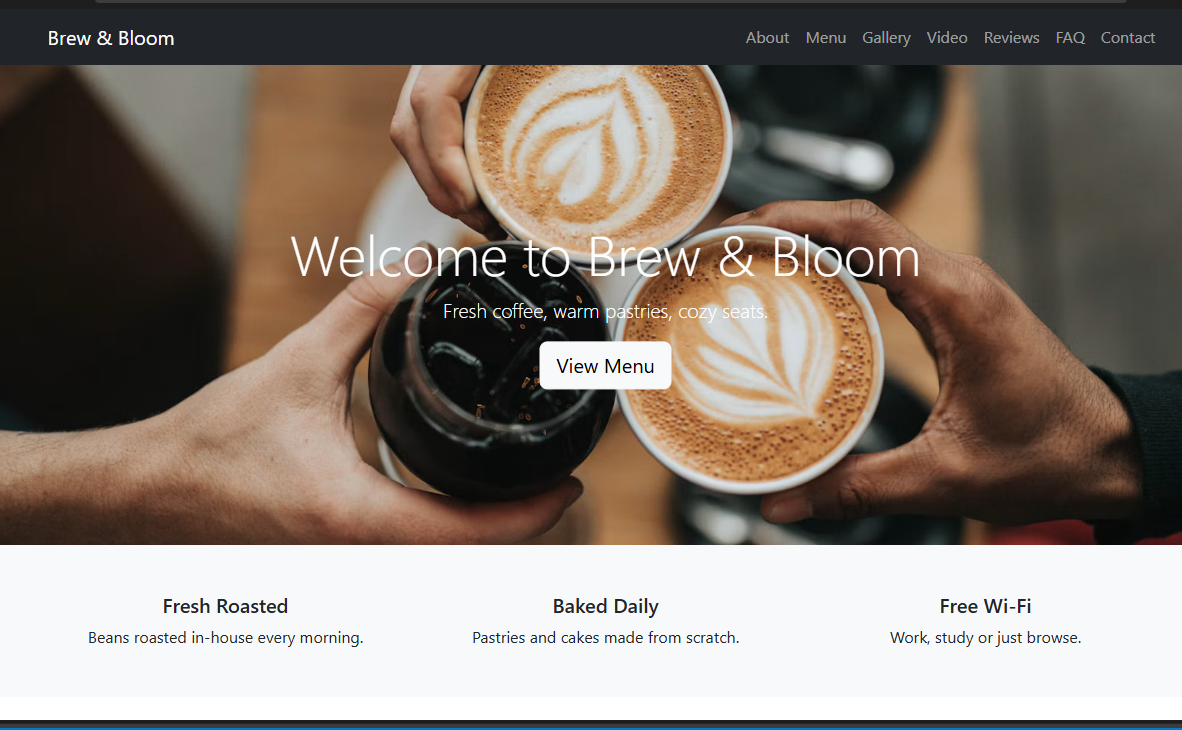 Brew & Bloom
About Menu Gallery Video Reviews FAQ Contact
Welcome to Brew & Bloom
Fresh coffee, warm pastries, cozy seats.
View Menu
Fresh Roasted
Beans roasted in-house every morning.
Baked Daily
Pastries and cakes made from scratch.
Free Wi-Fi
Work, study or just browse.